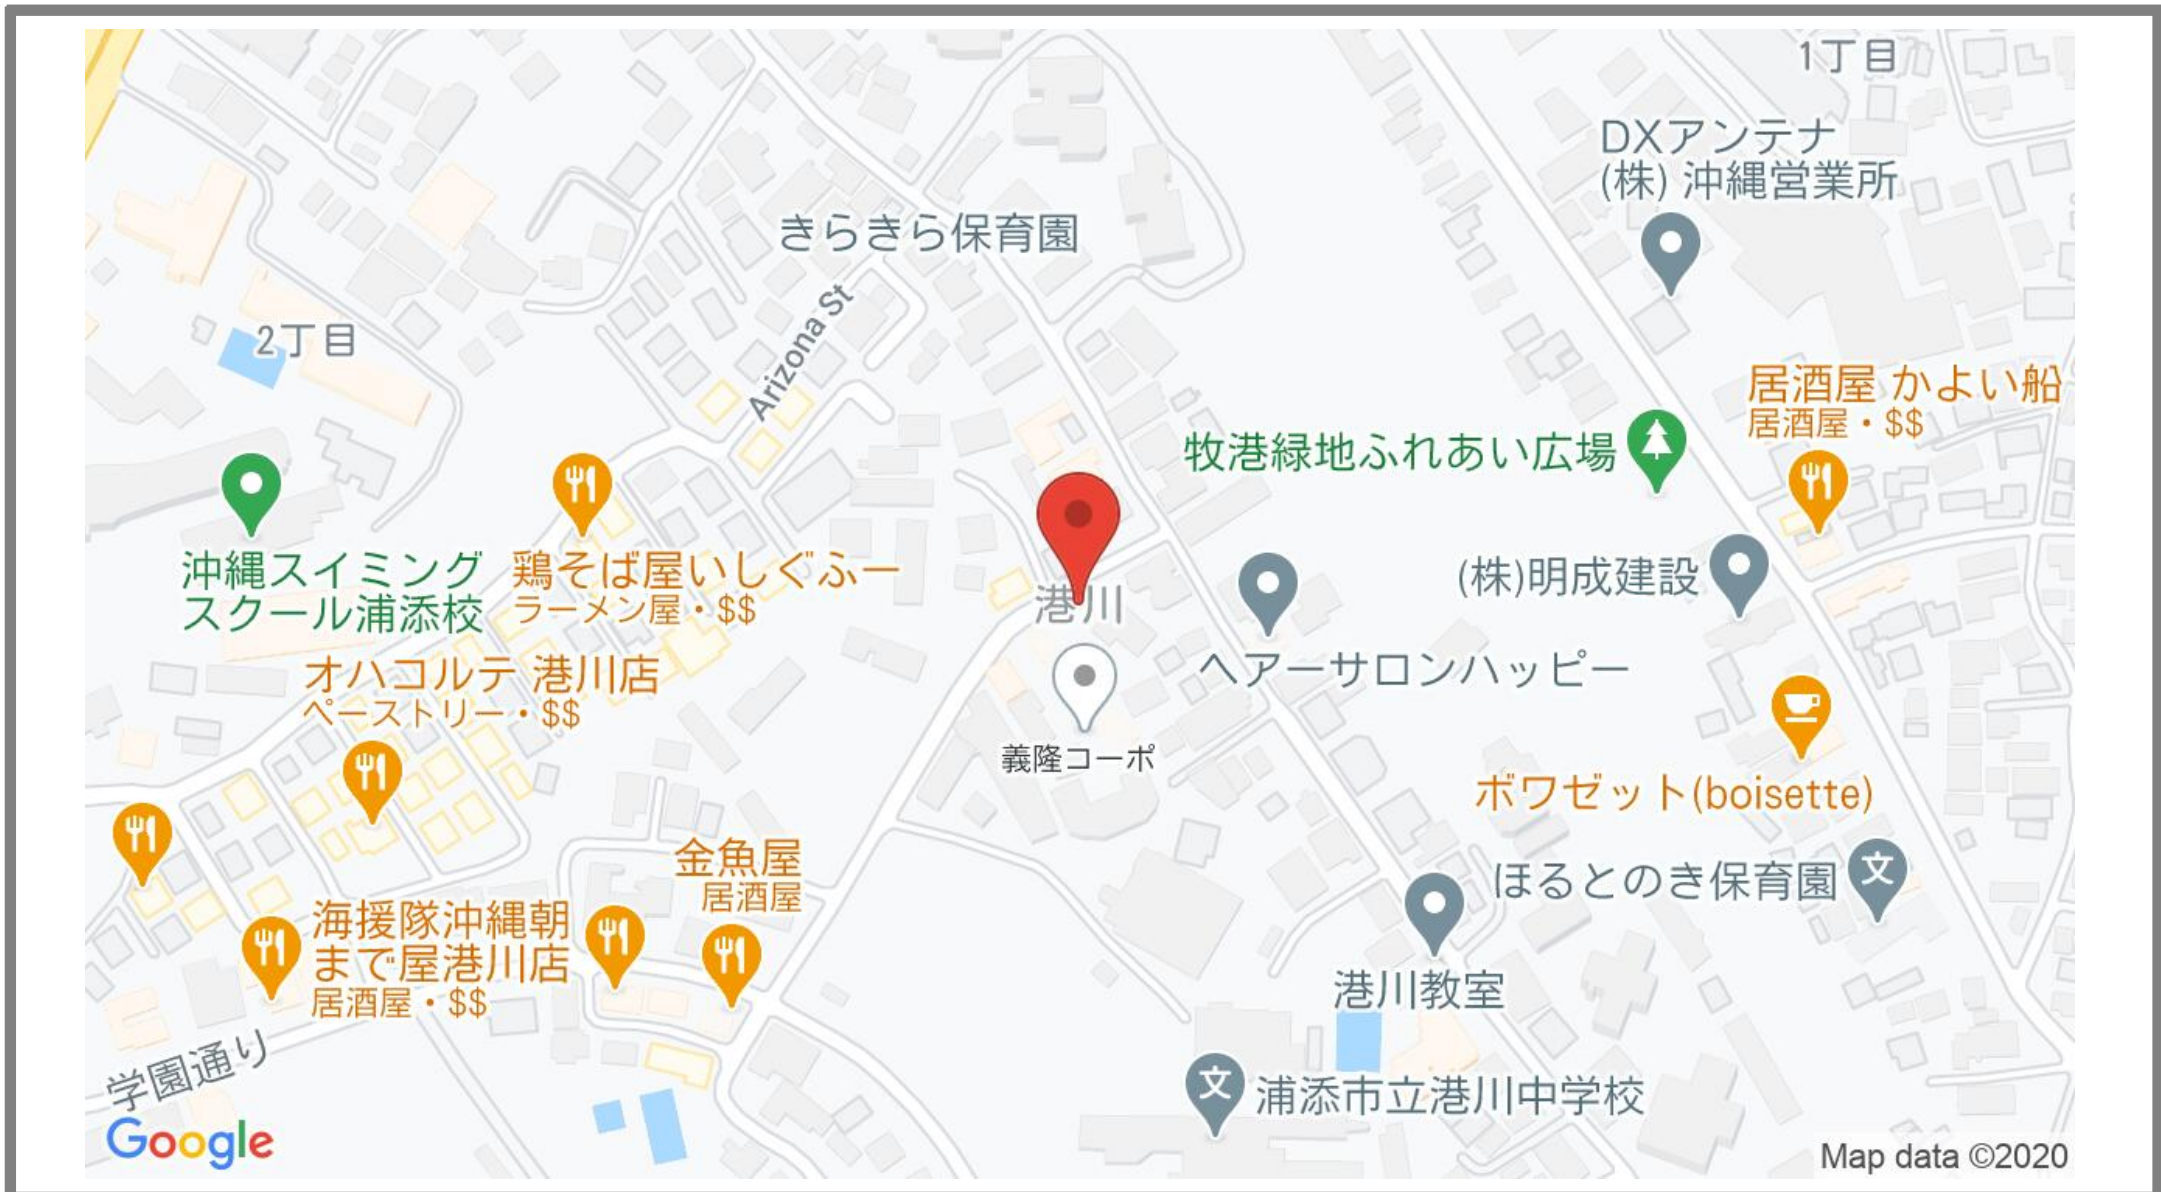 1丁目
DXアンテナ
(株) 沖縄営業所
きらきら保育園
Arizona St
2丁目
居酒屋 かよい船
居酒屋・$$
牧港緑地ふれあい広場
沖縄スイミング
スクール浦添校
鶏そば屋いしぐふー
ラーメン屋・$$
港川
(株)明成建設
ヘアーサロンハッピー
オハコルテ 港川店
ペーストリー・$$
義隆コーポ
ボワゼット(boisette)
金魚屋
居酒屋
ほるとのき保育園
文
海援隊沖縄朝
まで屋港川店
居酒屋・$$
港川教室
学園通り
文
浦添市立港川中学校
Google
Map data ©2020